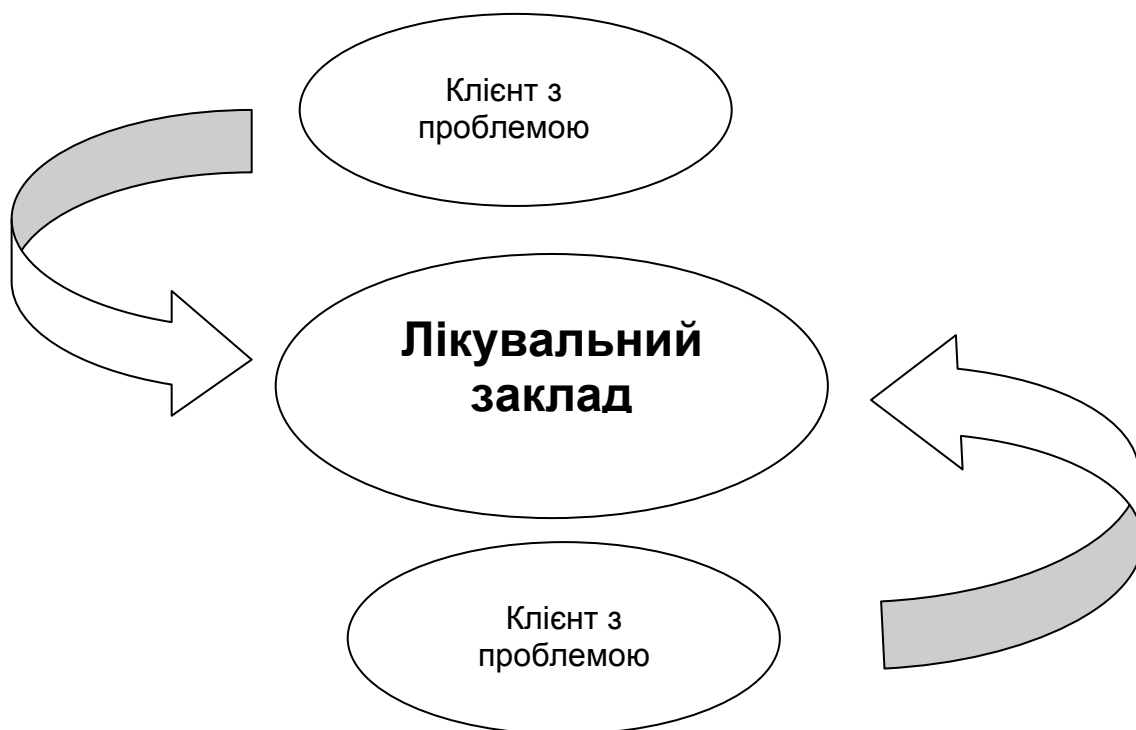 Клієнт з
проблемою
Лікувальний
заклад
Клієнт з
проблемою